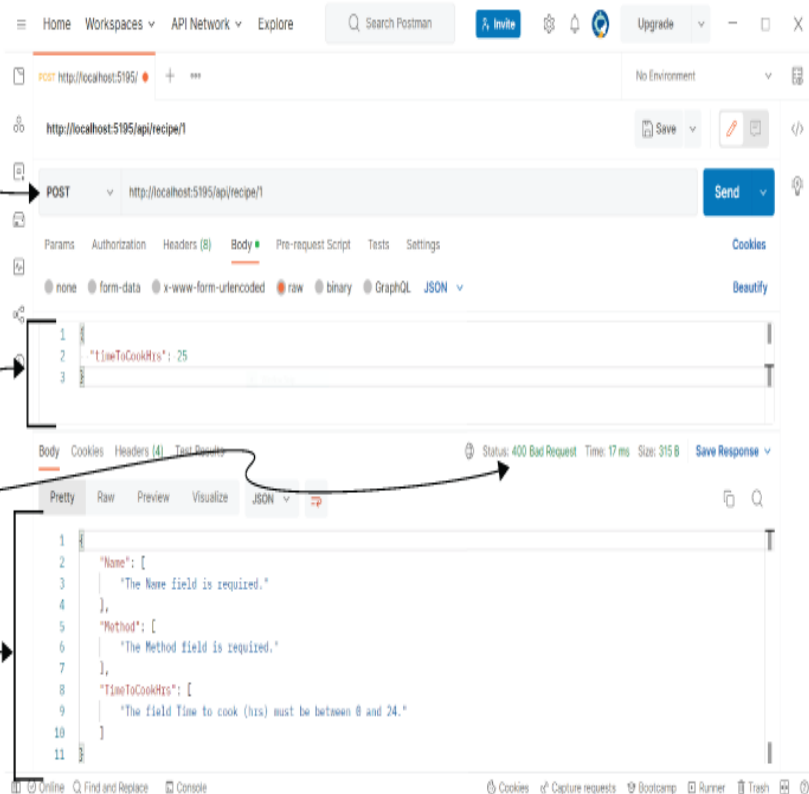 Home Workspaces API Network Explore Search Postman Invite Upgrade
POST http://localhost:5195/ No Environment
http://localhost:5195/api/recipe/1 Save
POST http://localhost:5195/api/recipe/1 Send
Params Authorization Headers (8) Body Pre-request Script Tests Settings Cookies
none form-data x-www-form-urlencoded raw binary GraphQL JSON Beautify
1 {
2 "timeToCookHrs": 25
3 }
Body Cookies Headers (4) Test Results Status: 400 Bad Request Time: 17 ms Size: 315 B Save Response
Pretty Raw Preview Visualize JSON
1 {
2 "Name": [
3 "The Name field is required."
4 ],
5 "Method": [
6 "The Method field is required."
7 ],
8 "TimeToCookHrs": [
9 "The field Time to cook (hrs) must be between 0 and 24."
10 ]
11 }
Online Find and Replace Console Cookies Capture requests Bootcamp Runner Trash